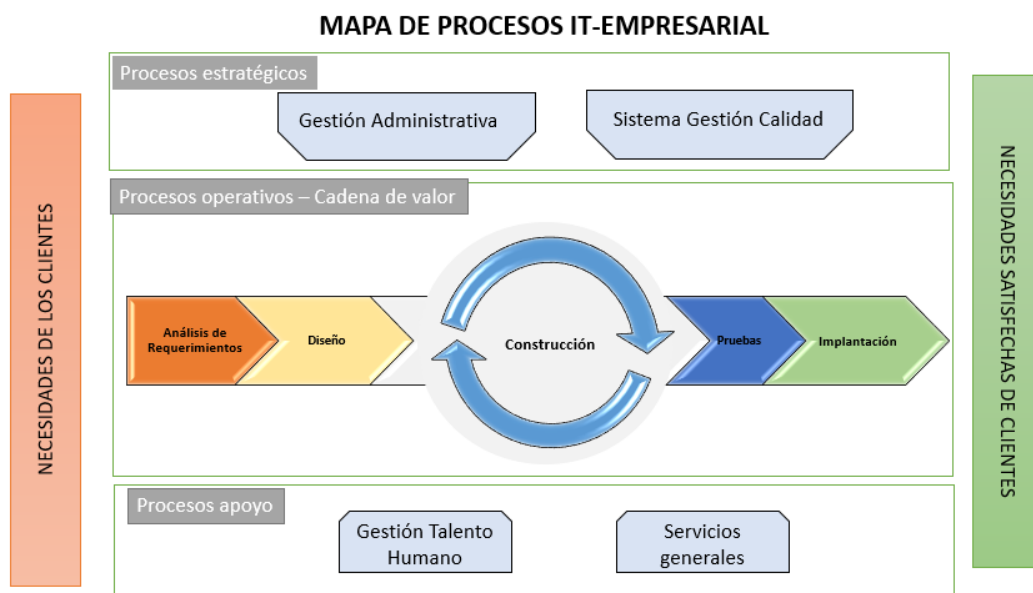 MAPA DE PROCESOS IT-EMPRESARIAL
NECESIDADES DE LOS CLIENTES
Procesos estratégicos
Gestión Administrativa
Sistema Gestión Calidad
Procesos operativos – Cadena de valor
Análisis de
Requerimientos
Diseño
Construcción
Pruebas
Implantación
Procesos apoyo
Gestión Talento
Humano
Servicios
generales
NECESIDADES SATISFECHAS DE CLIENTES